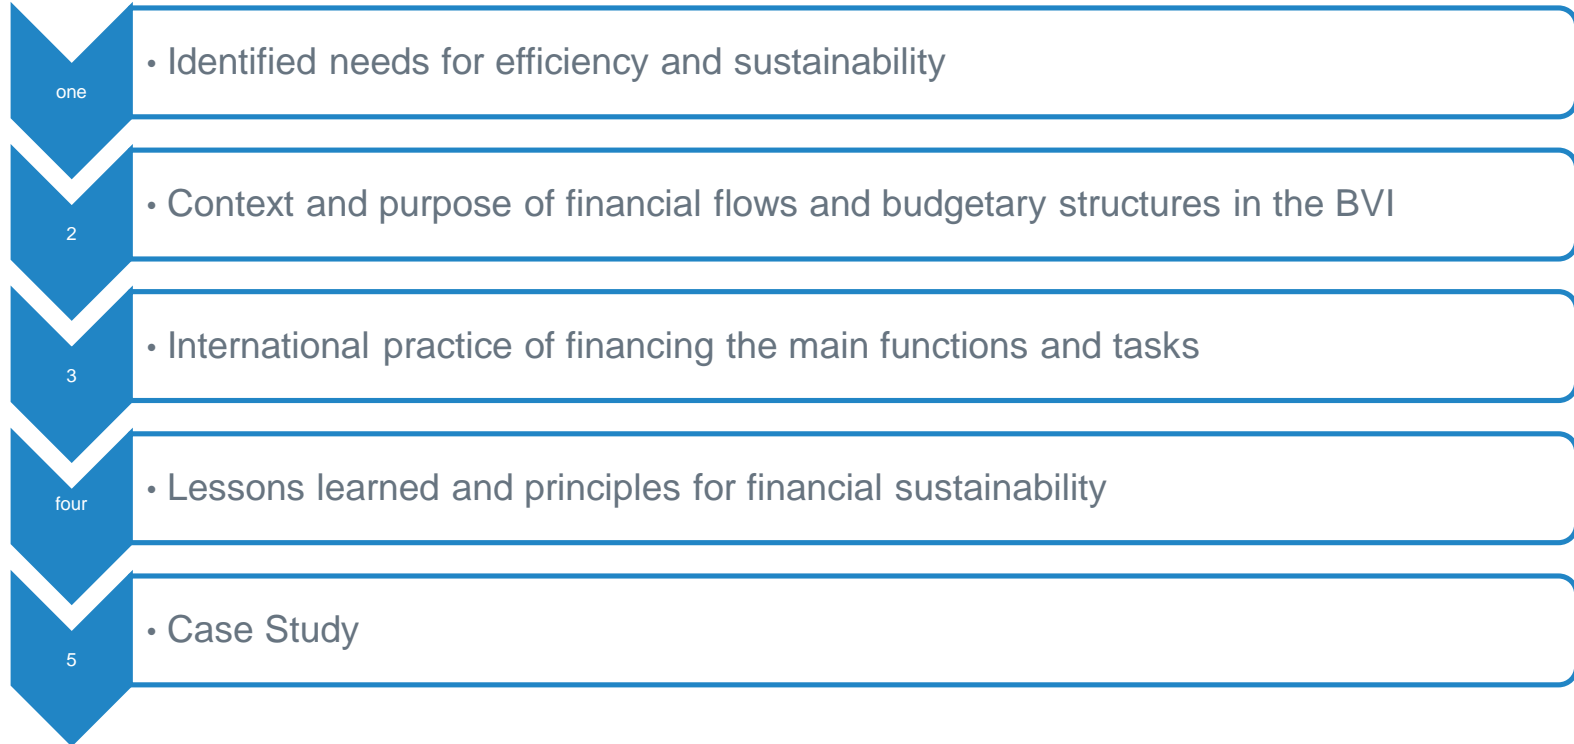 one
• Identified needs for efficiency and sustainability
2
• Context and purpose of financial flows and budgetary structures in the BVI
3
• International practice of financing the main functions and tasks
four
• Lessons learned and principles for financial sustainability
5
• Case Study